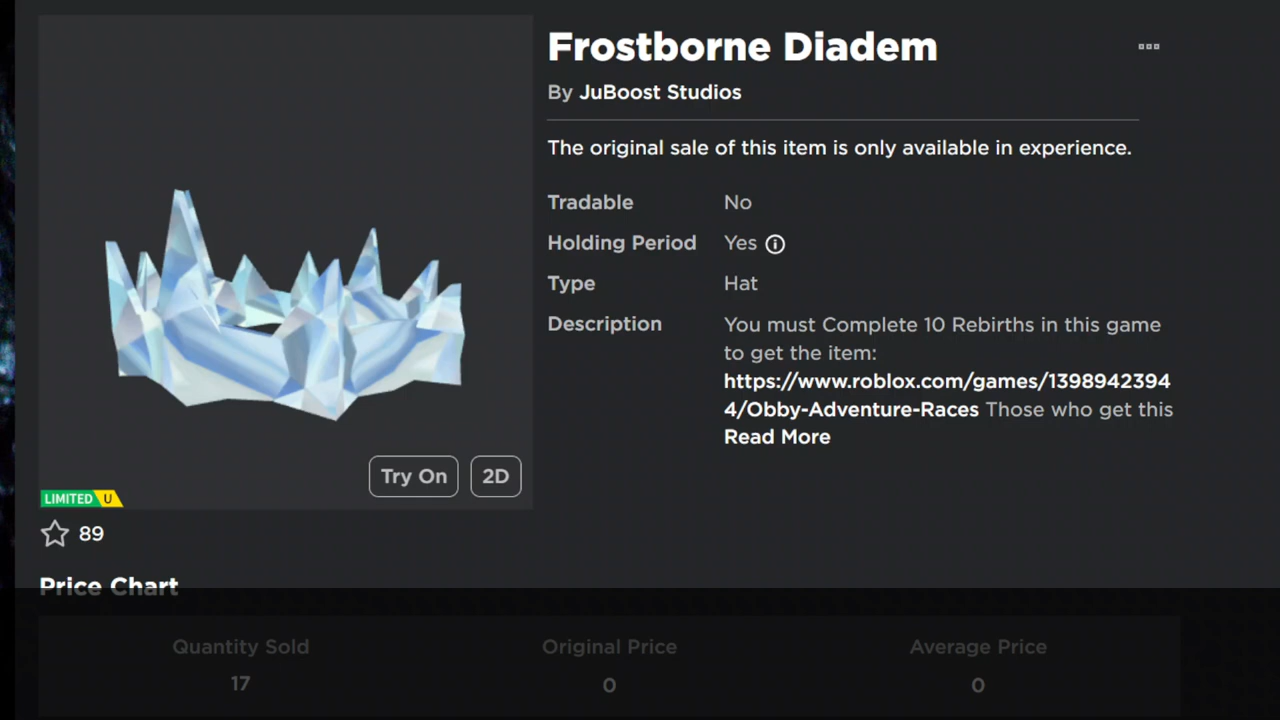 Frostborne Diadem
By JuBoost Studios
The original sale of this item is only available in experience.
Tradable No
Holding Period Yes
Type Hat
Description You must Complete 10 Rebirths in this game
to get the item:
https://www.roblox.com/games/1398942394
4/Obby-Adventure-Races Those who get this
Read More
Try On 2D
LIMITED U
89
Price Chart
Quantity Sold Original Price Average Price
17 0 0